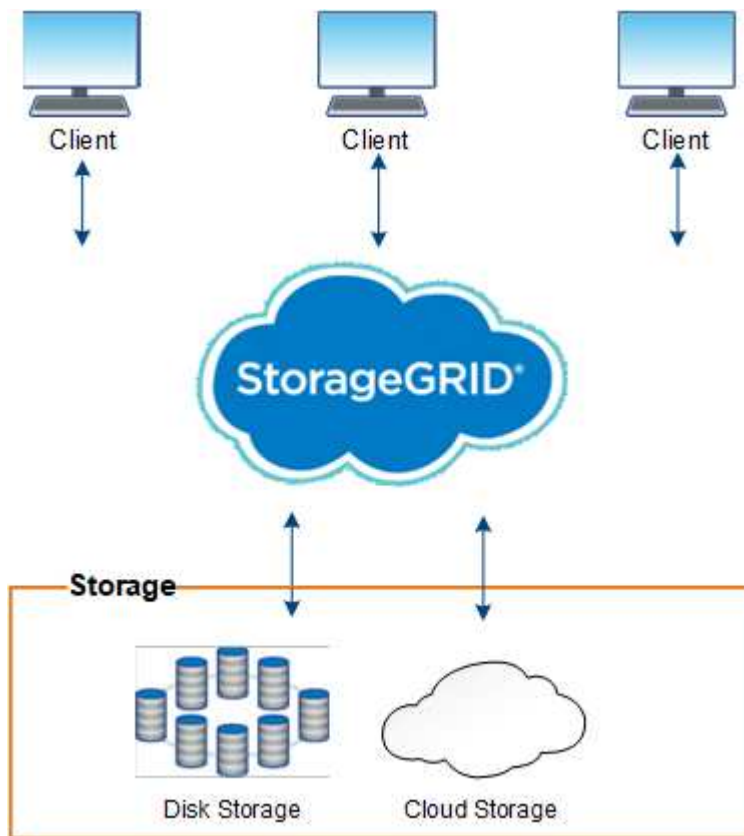 Client
Client
Client
StorageGRID®
Storage
Disk Storage
Cloud Storage